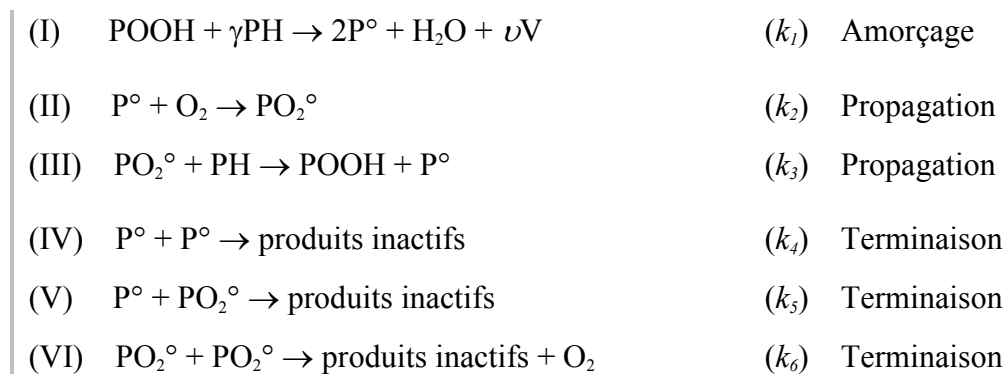 (I) POOH + γPH → 2P° + H₂O + υV (k₁) Amorçage
(II) P° + O₂ → PO₂° (k₂) Propagation
(III) PO₂° + PH → POOH + P° (k₃) Propagation
(IV) P° + P° → produits inactifs (k₄) Terminaison
(V) P° + PO₂° → produits inactifs (k₅) Terminaison
(VI) PO₂° + PO₂° → produits inactifs + O₂ (k₆) Terminaison